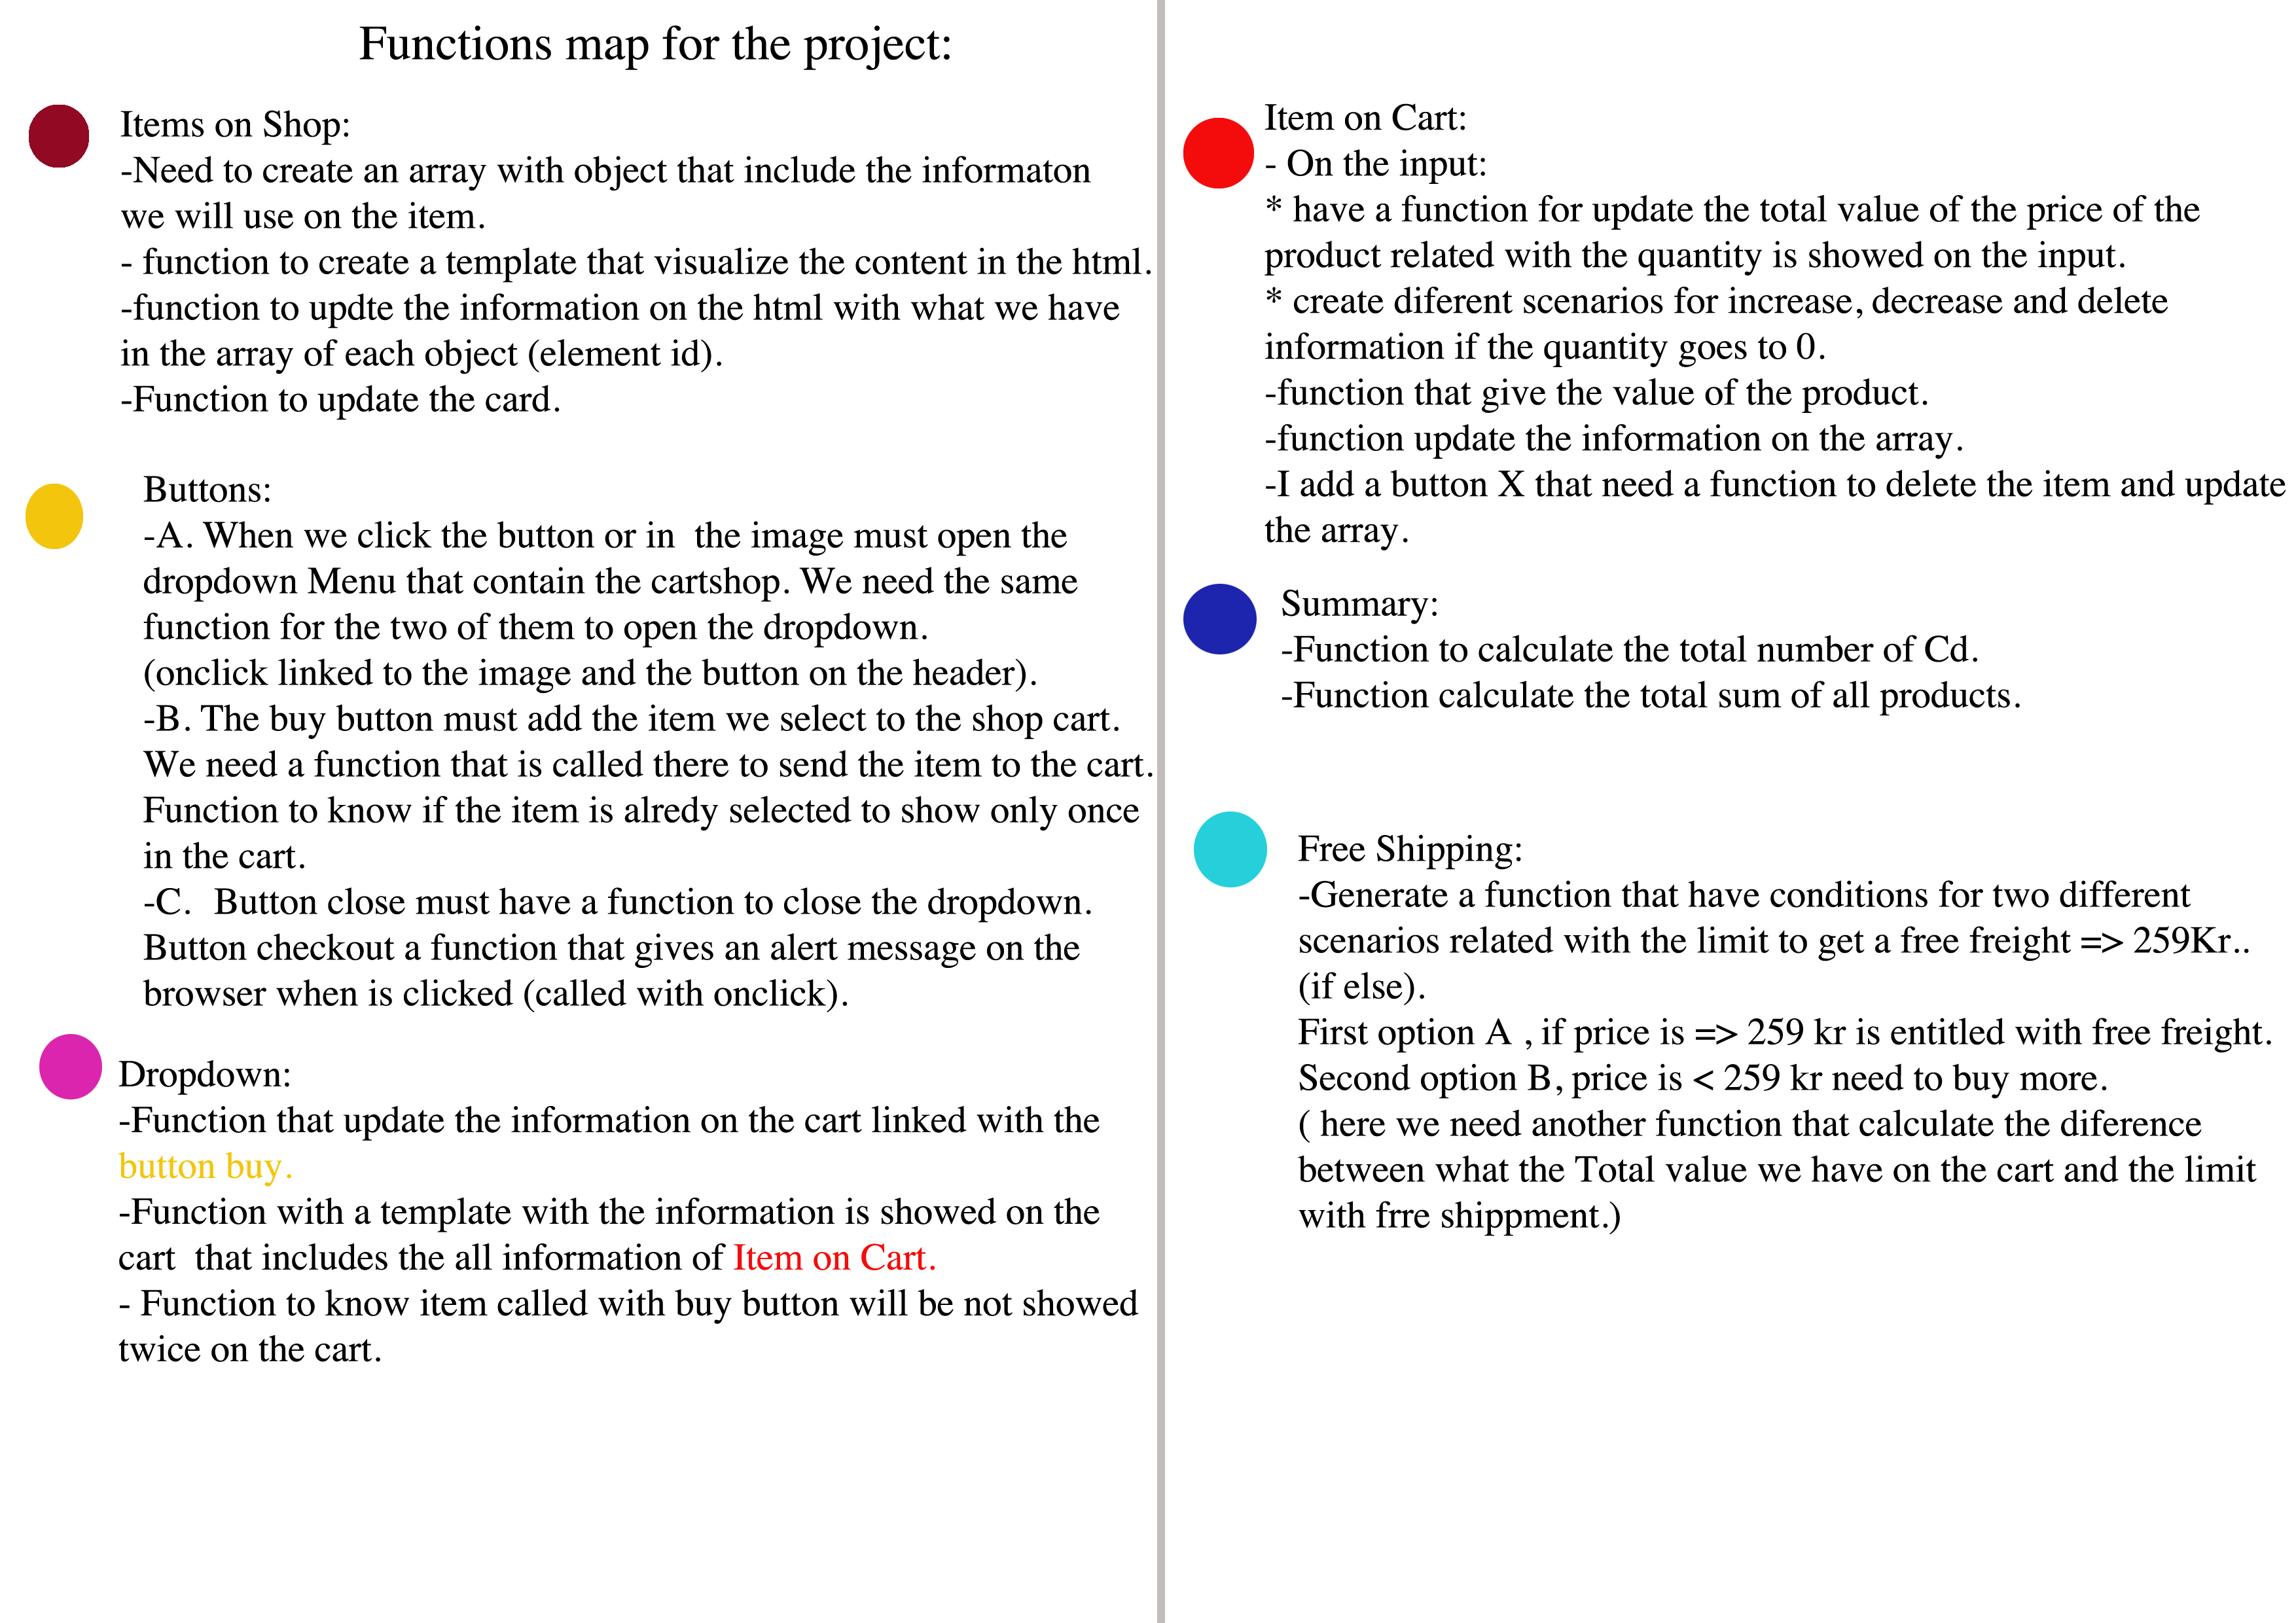 Functions map for the project:
Items on Shop:
-Need to create an array with object that include the informaton
we will use on the item.
- function to create a template that visualize the content in the html.
-function to updte the information on the html with what we have
in the array of each object (element id).
-Function to update the card.
Buttons:
-A. When we click the button or in  the image must open the
dropdown Menu that contain the cartshop. We need the same
function for the two of them to open the dropdown.
(onclick linked to the image and the button on the header).
-B. The buy button must add the item we select to the shop cart.
We need a function that is called there to send the item to the cart.
Function to know if the item is alredy selected to show only once
in the cart.
-C.  Button close must have a function to close the dropdown.
Button checkout a function that gives an alert message on the
browser when is clicked (called with onclick).
Dropdown:
-Function that update the information on the cart linked with the
button buy.
-Function with a template with the information is showed on the
cart  that includes the all information of Item on Cart.
- Function to know item called with buy button will be not showed
twice on the cart.
Item on Cart:
- On the input:
* have a function for update the total value of the price of the
product related with the quantity is showed on the input.
* create diferent scenarios for increase, decrease and delete
information if the quantity goes to 0.
-function that give the value of the product.
-function update the information on the array.
-I add a button X that need a function to delete the item and update
the array.
Summary:
-Function to calculate the total number of Cd.
-Function calculate the total sum of all products.
Free Shipping:
-Generate a function that have conditions for two different
scenarios related with the limit to get a free freight => 259Kr..
(if else).
First option A , if price is => 259 kr is entitled with free freight.
Second option B, price is < 259 kr need to buy more.
( here we need another function that calculate the diference
between what the Total value we have on the cart and the limit
with frre shippment.)